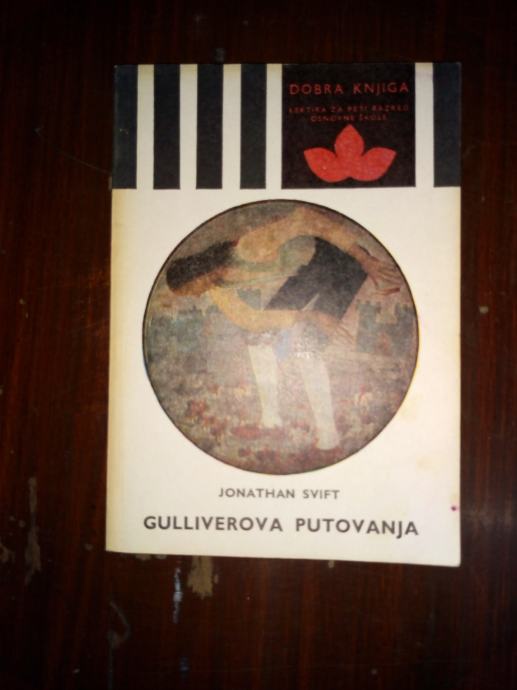 DOBRA KNJIGA
LEKTIRA ZA PETI RAZRED
OSNOVNE ŠKOLE
JONATHAN SVIFT
GULLIVEROVA PUTOVANJA